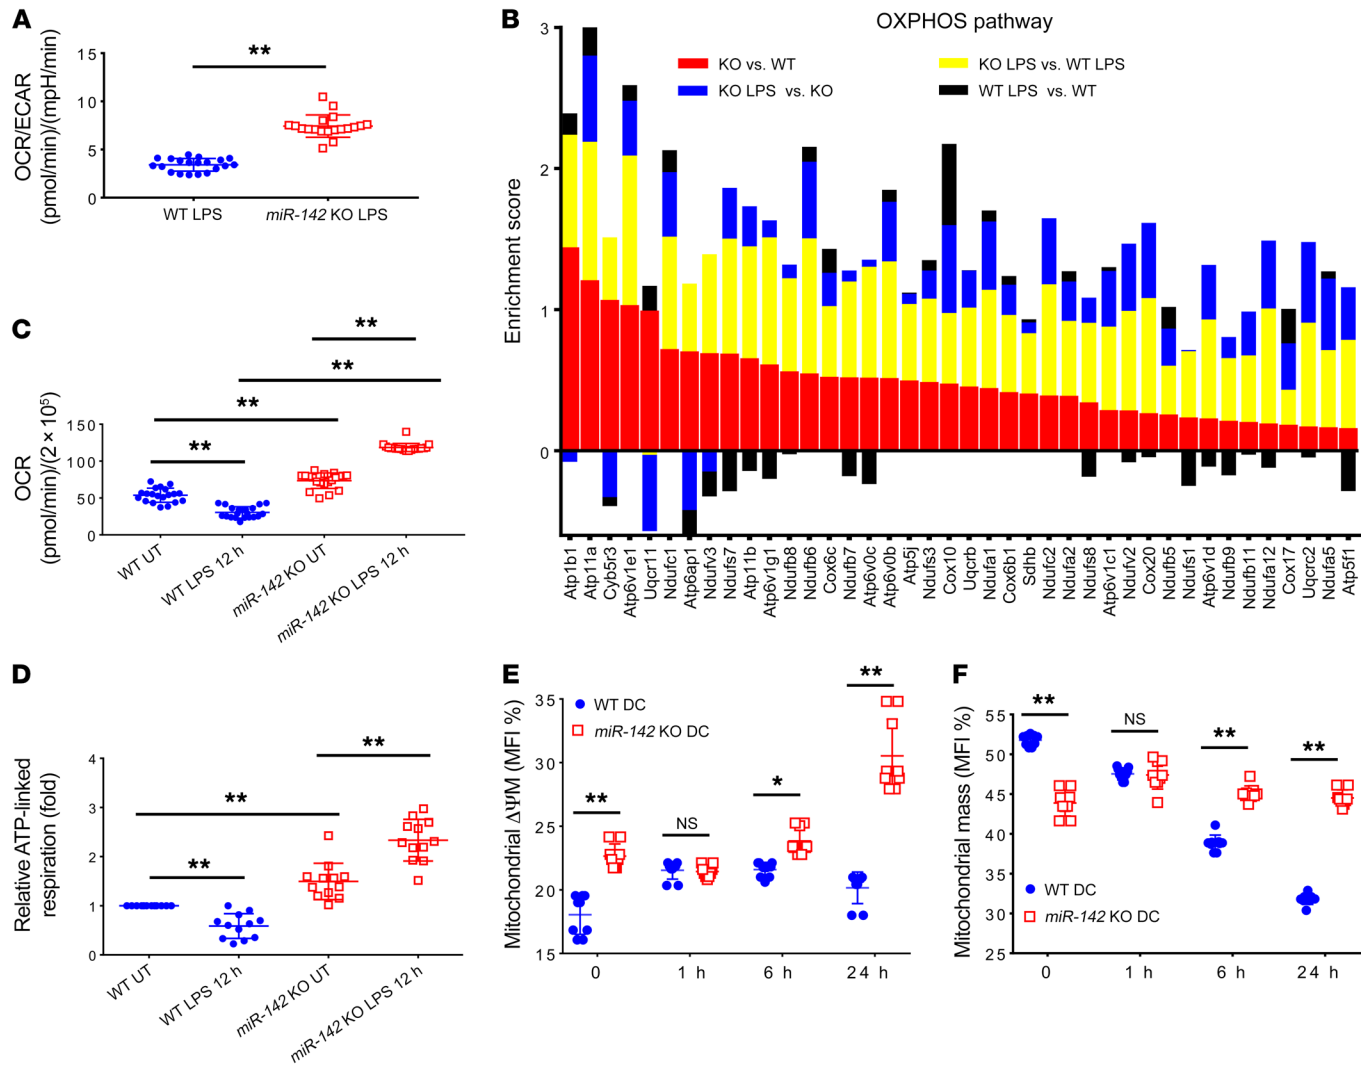 A
OCR/ECAR
(pmol/min)/(mpH/min)
15
10
5
0
**
WT LPS
miR-142 KO LPS
B
OXPHOS pathway
Enrichment score
3
2
1
0
KO vs. WT
KO LPS vs. WT LPS
KO LPS vs. KO
WT LPS vs. WT
Atp1b1
Atp11a
Cyb5r3
Atp6v1e1
Uqcr11
Ndufc1
Atp6ap1
Ndufv3
Ndufs7
Atp11b
Atp6v1g1
Ndufb8
Ndufb6
Cox6c
Ndufb7
Atp6v0c
Atp6v0b
Atp5j
Ndufs3
Cox10
Uqcrb
Ndufa1
Cox6b1
Sdhb
Ndufc2
Ndufa2
Ndufs8
Atp6v1c1
Ndufv2
Cox20
Ndufb5
Ndufs1
Atp6v1d
Ndufb9
Ndufb11
Ndufa12
Cox17
Uqcrc2
Ndufa5
Atp5f1
C
OCR
(pmol/min)/(2 × 10⁵)
150
100
50
0
**
**
**
**
WT UT
WT LPS 12 h
miR-142 KO UT
miR-142 KO LPS 12 h
D
Relative ATP-linked
respiration (fold)
4
3
2
1
0
**
**
**
WT UT
WT LPS 12 h
miR-142 KO UT
miR-142 KO LPS 12 h
E
Mitochondrial ΔΨM (MFI %)
35
30
25
20
15
WT DC
miR-142 KO DC
**
NS
*
**
0
1 h
6 h
24 h
F
Mitochondrial mass (MFI %)
55
50
45
40
35
30
25
**
NS
**
**
WT DC
miR-142 KO DC
0
1 h
6 h
24 h